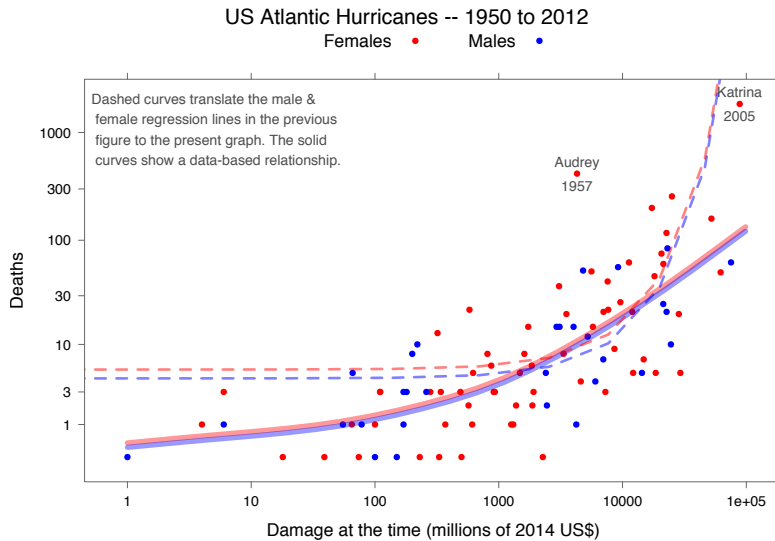 US Atlantic Hurricanes -- 1950 to 2012
Females
Males
Dashed curves translate the male &
female regression lines in the previous
figure to the present graph. The solid
curves show a data-based relationship.
Katrina
2005
Audrey
1957
1000
300
100
30
10
3
1
Deaths
1
10
100
1000
10000
1e+05
Damage at the time (millions of 2014 US$)